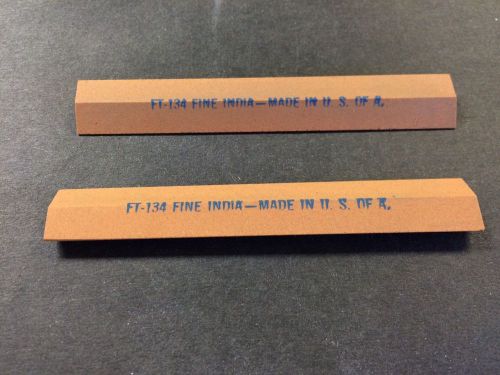 FT-134 FINE INDIA—MADE IN U. S. OF A.
FT-134 FINE INDIA—MADE IN U. S. OF A.